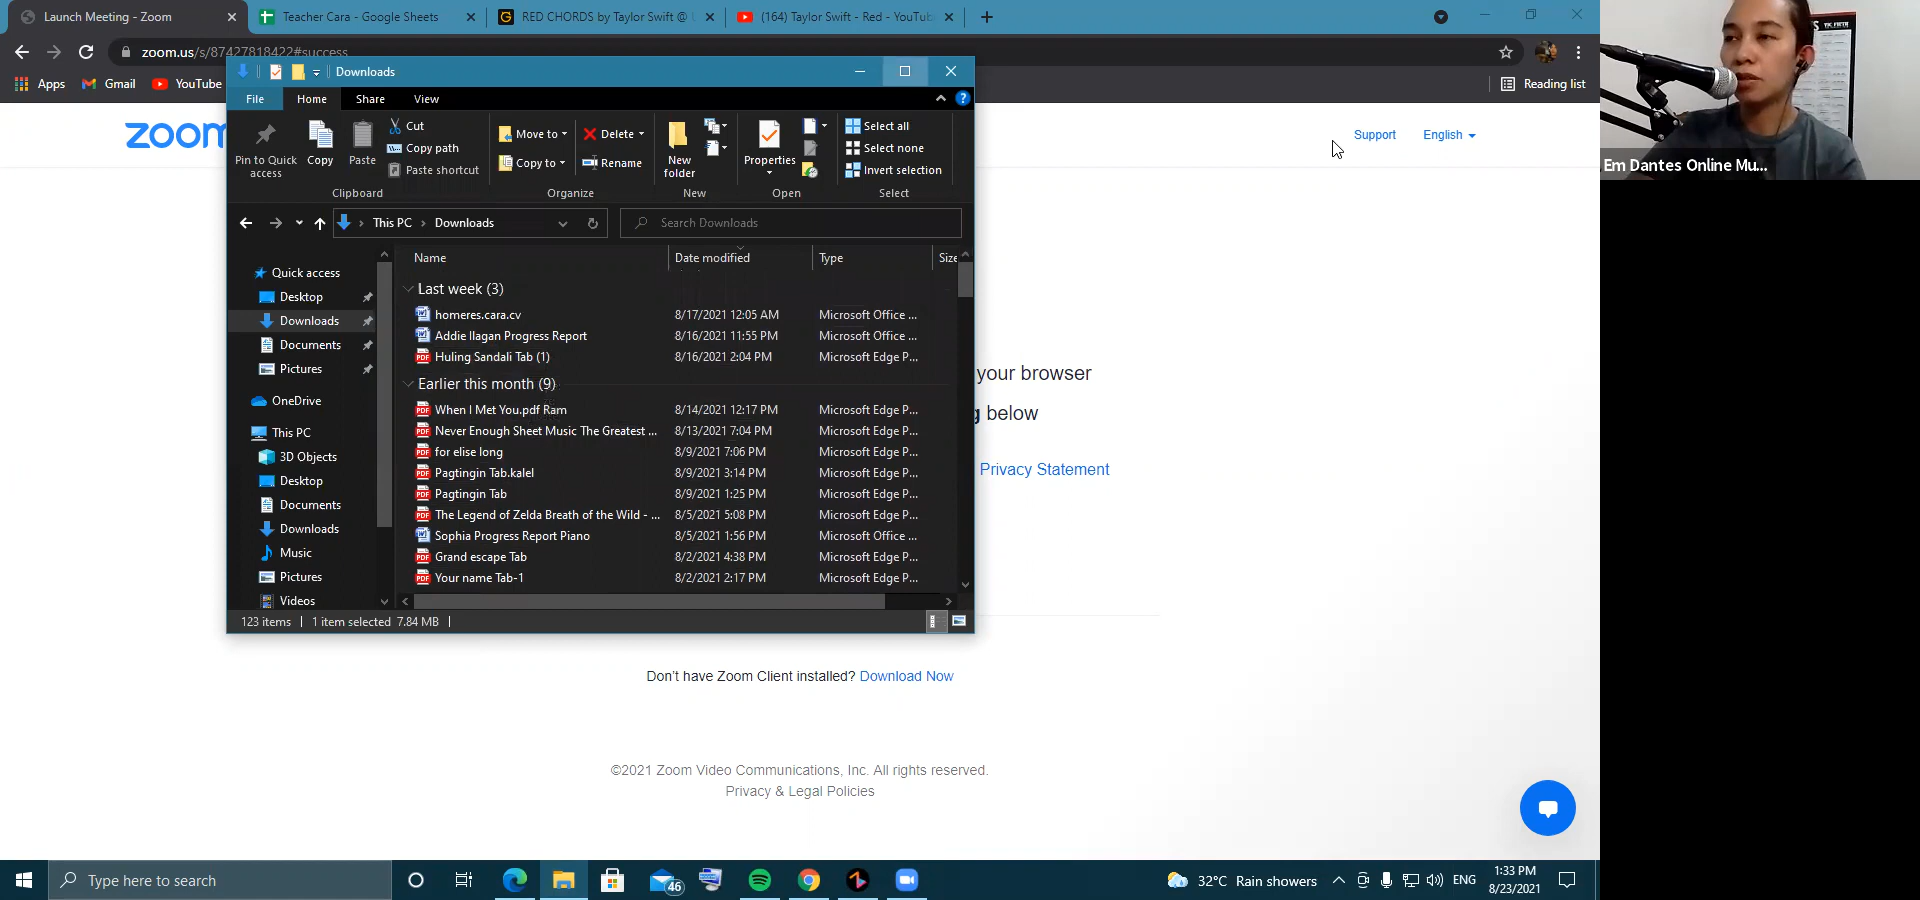 Launch Meeting - Zoom
Teacher Cara - Google Sheets
RED CHORDS by Taylor Swift @
(164) Taylor Swift - Red - YouTu
zoom.us/s/87427818422#success
Apps
Gmail
YouTube
Reading list
Downloads
File
Home
Share
View
Pin to Quick access
Copy
Paste
Cut
Copy path
Paste shortcut
Clipboard
Move to
Copy to
Delete
Rename
Organize
New folder
New
Properties
Open
Select all
Select none
Invert selection
Select
This PC
Downloads
Search Downloads
Quick access
Desktop
Downloads
Documents
Pictures
OneDrive
This PC
3D Objects
Desktop
Documents
Downloads
Music
Pictures
Videos
Name Date modified Type Size
Last week (3)
homeres.cara.cv 8/17/2021 12:05 AM Microsoft Office ...
Addie Ilagan Progress Report 8/16/2021 11:55 PM Microsoft Office ...
Huling Sandali Tab (1) 8/16/2021 2:04 PM Microsoft Edge P...
Earlier this month (9)
When I Met You.pdf Ram 8/14/2021 12:17 PM Microsoft Edge P...
Never Enough Sheet Music The Greatest ... 8/13/2021 7:04 PM Microsoft Edge P...
for elise long 8/9/2021 7:06 PM Microsoft Edge P...
Pagtingin Tab.kalel 8/9/2021 3:14 PM Microsoft Edge P...
Pagtingin Tab 8/9/2021 1:25 PM Microsoft Edge P...
The Legend of Zelda Breath of the Wild - ... 8/5/2021 5:08 PM Microsoft Edge P...
Sophia Progress Report Piano 8/5/2021 1:56 PM Microsoft Office ...
Grand escape Tab 8/2/2021 4:38 PM Microsoft Edge P...
Your name Tab-1 8/2/2021 2:17 PM Microsoft Edge P...
123 items 1 item selected 7.84 MB
zoom
Support
English
your browser
g below
Privacy Statement
Don't have Zoom Client installed? Download Now
©2021 Zoom Video Communications, Inc. All rights reserved.
Privacy & Legal Policies
Em Dantes Online Mu...
Type here to search
46
32°C Rain showers
ENG
1:33 PM
8/23/2021